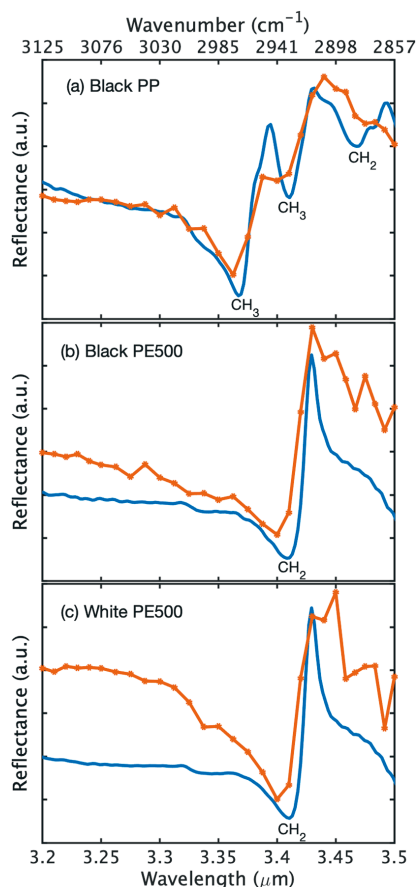 Wavenumber (cm⁻¹)
3125 3076 3030 2985 2941 2898 2857
(a) Black PP
Reflectance (a.u.)
CH₃
CH₃
CH₂
(b) Black PE500
Reflectance (a.u.)
CH₂
(c) White PE500
Reflectance (a.u.)
CH₂
3.2 3.25 3.3 3.35 3.4 3.45 3.5
Wavelength (μm)